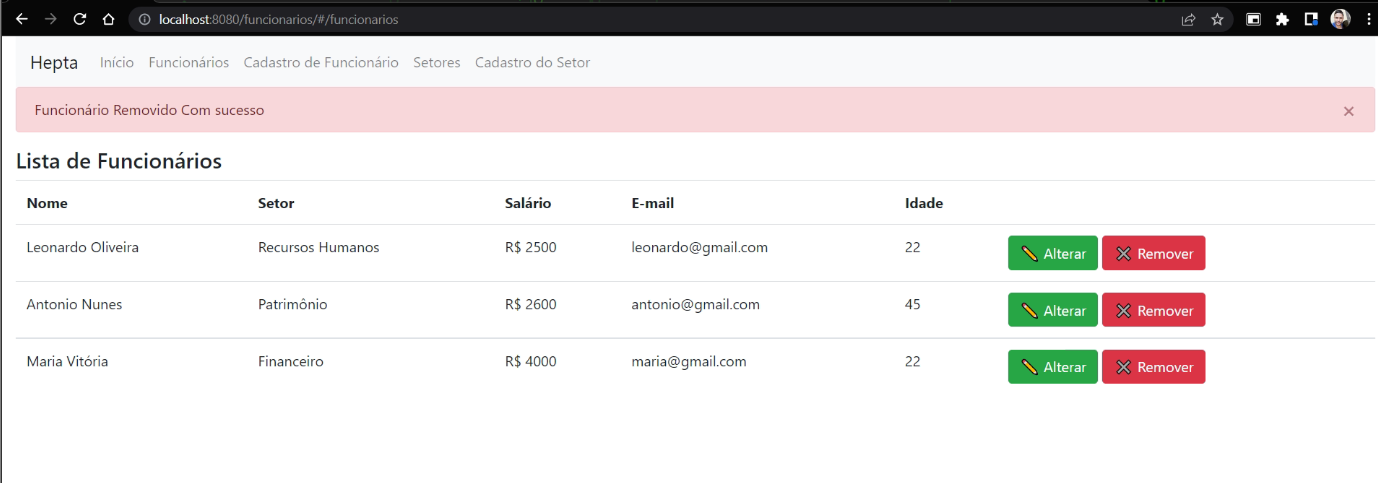 localhost:8080/funcionarios/#/funcionarios
Hepta Início Funcionários Cadastro de Funcionário Setores Cadastro do Setor
Funcionário Removido Com sucesso ×
Lista de Funcionários
Nome Setor Salário E-mail Idade
Leonardo Oliveira Recursos Humanos R$ 2500 leonardo@gmail.com 22 Alterar Remover
Antonio Nunes Patrimônio R$ 2600 antonio@gmail.com 45 Alterar Remover
Maria Vitória Financeiro R$ 4000 maria@gmail.com 22 Alterar Remover